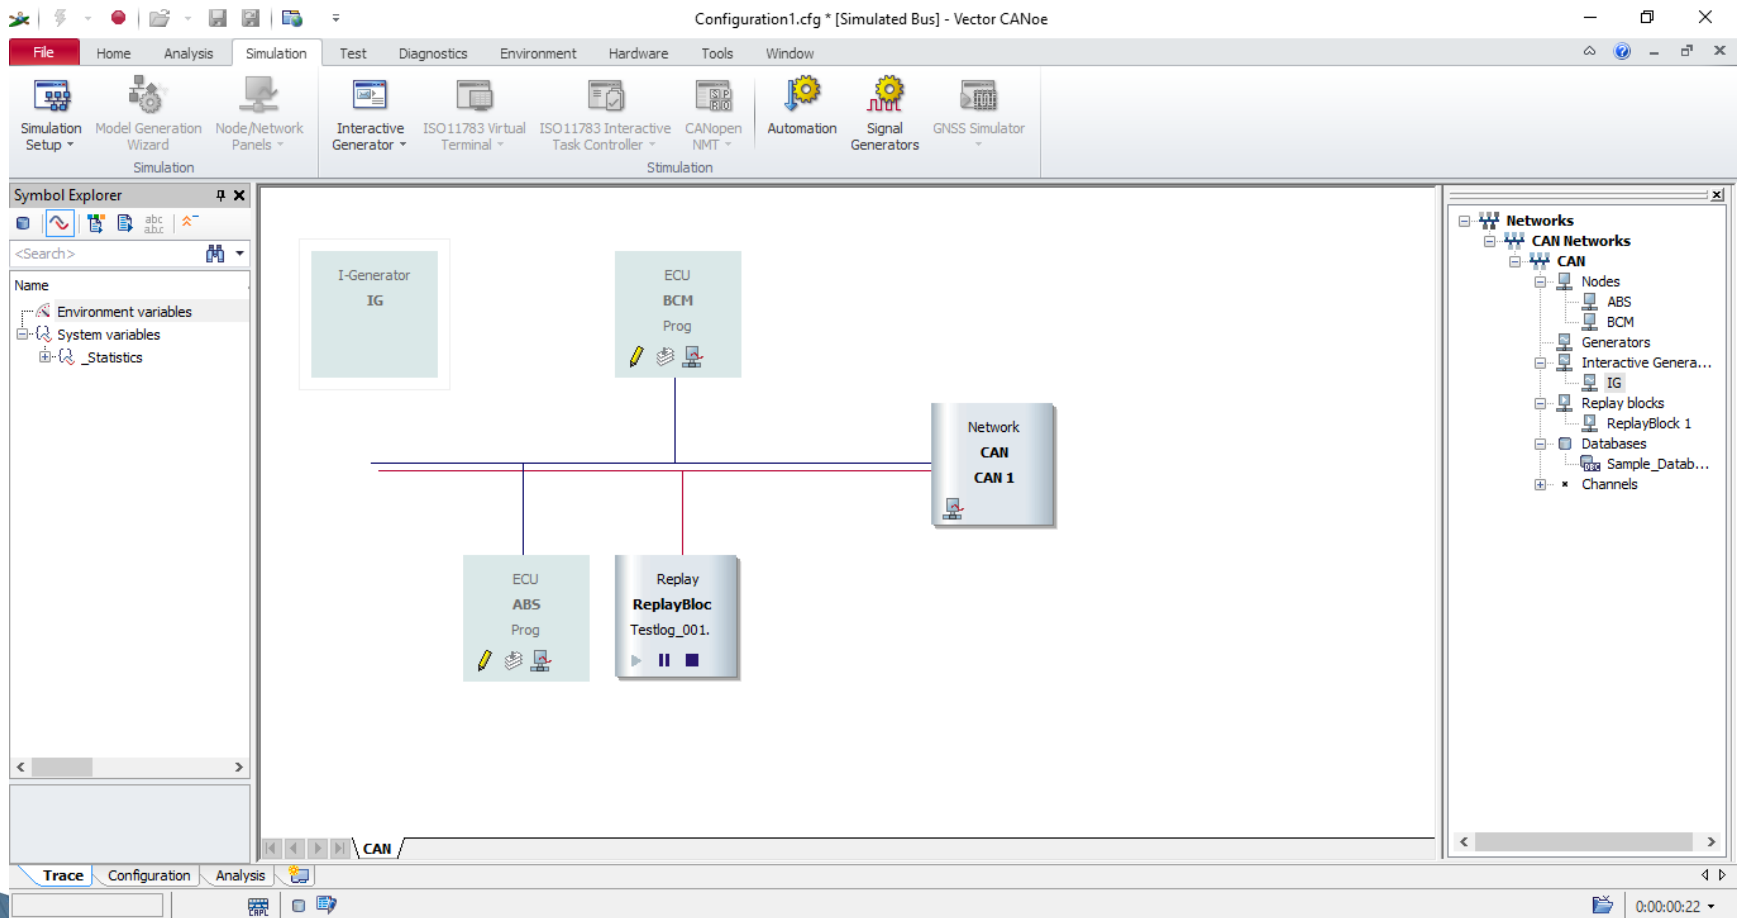 Configuration1.cfg * [Simulated Bus] - Vector CANoe
File Home Analysis Simulation Test Diagnostics Environment Hardware Tools Window
Simulation Setup
Model Generation Wizard
Node/Network Panels
Interactive Generator
ISO11783 Virtual Terminal
ISO11783 Interactive Task Controller
CANopen NMT
Automation
Signal Generators
GNSS Simulator
Simulation
Stimulation
Symbol Explorer
<Search>
Name
Environment variables
System variables
_Statistics
I-Generator
IG
ECU
BCM
Prog
Network
CAN
CAN 1
ECU
ABS
Prog
Replay
ReplayBloc
Testlog_001.
CAN
Networks
CAN Networks
CAN
Nodes
ABS
BCM
Generators
Interactive Genera...
IG
Replay blocks
ReplayBlock 1
Databases
Sample_Datab...
Channels
Trace Configuration Analysis
0:00:00:22